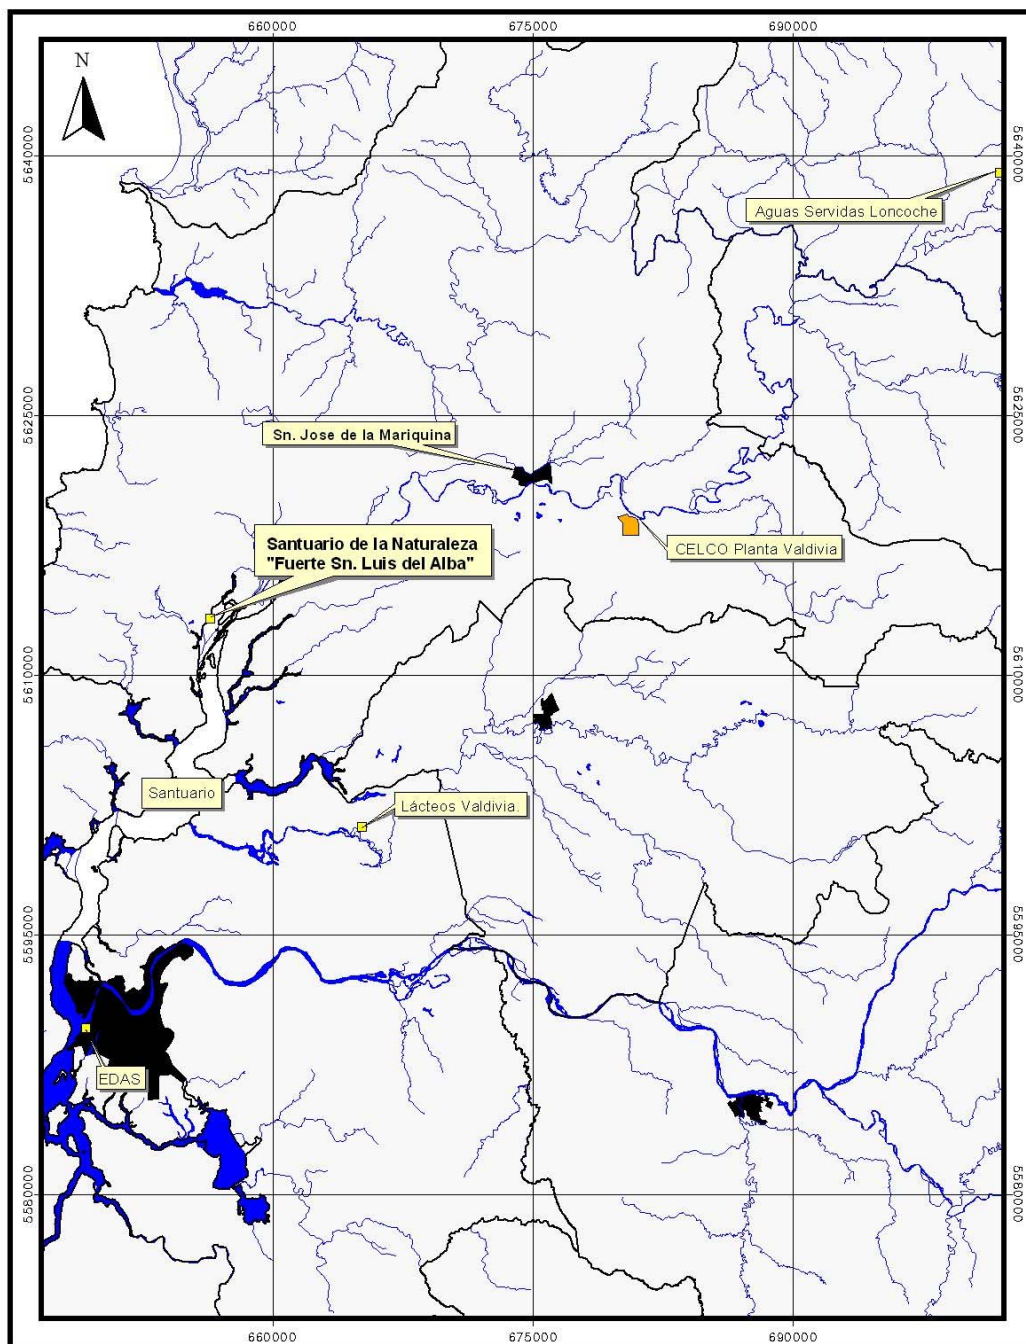 660000
675000
690000
N
5640000
5640000
Aguas Servidas Loncoche
5625000
5625000
Sn. Jose de la Mariquina
CELCO Planta Valdivia
Santuario de la Naturaleza
"Fuerte Sn. Luis del Alba"
5610000
5610000
Santuario
Lácteos Valdivia.
5595000
5595000
EDAS
5580000
5580000
660000
675000
690000